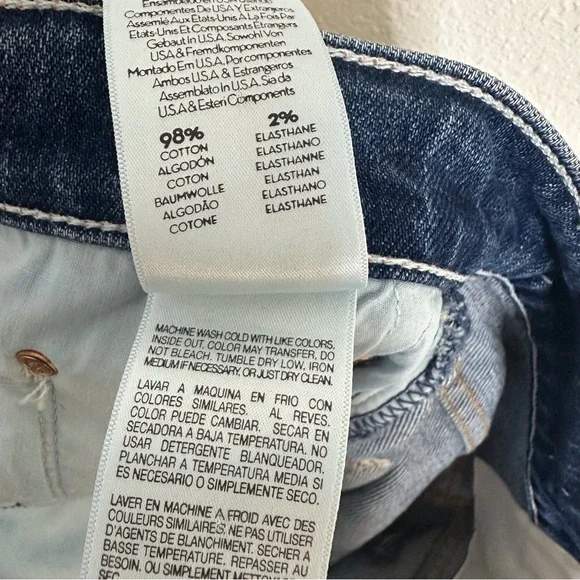 Componentes De USA Y Extranjeros
Assemblé Aux Etats-Unis A La Fois Par
Etats-Unis Et Composants Etrangers
Gebaut In U.S.A. Sowohl Von
USA & Fremdkomponenten
Montado Em U.S.A. Por
Ambos U.S.A & Estrangeiros
Assemblato In U.S.A. Sia da
U.S.A & Esteri Components
98% 2%
COTTON ELASTHANE
ALGODÓN ELASTHANO
COTON ELASTHANNE
BAUMWOLLE ELASTHAN
ALGODÃO ELASTHANO
COTONE ELASTHANE
MACHINE WASH COLD WITH LIKE COLORS,
INSIDE OUT. COLOR MAY TRANSFER. DO
NOT BLEACH. TUMBLE DRY LOW. IRON
MEDIUM IF NECESSARY, OR JUST DRY CLEAN.
LAVAR A MAQUINA EN FRIO CON
COLORES SIMILARES. AL REVES.
COLOR PUEDE CAMBIAR. SECAR EN
SECADORA A BAJA TEMPERATURA. NO
USAR DETERGENTE BLANQUEADOR.
PLANCHAR A TEMPERATURA MEDIA SI
ES NECESARIO O SIMPLEMENTE SECO.
LAVER EN MACHINE A FROID AVEC DES
COULEURS SIMILAIRES. NE PAS UTILISER
D'AGENTS DE BLANCHIMENT. SECHER A
BASSE TEMPERATURE. REPASSER AU
BESOIN. OU SIMPLEMENT METTOYER
SEC